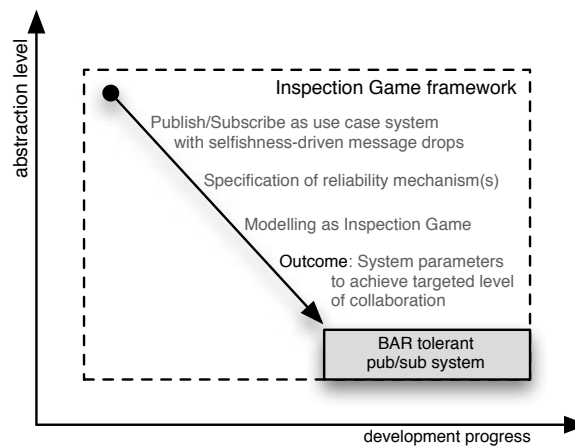 abstraction level
Inspection Game framework
Publish/Subscribe as use case system
with selfishness-driven message drops
Specification of reliability mechanism(s)
Modelling as Inspection Game
Outcome: System parameters
to achieve targeted level
of collaboration
BAR tolerant
pub/sub system
development progress